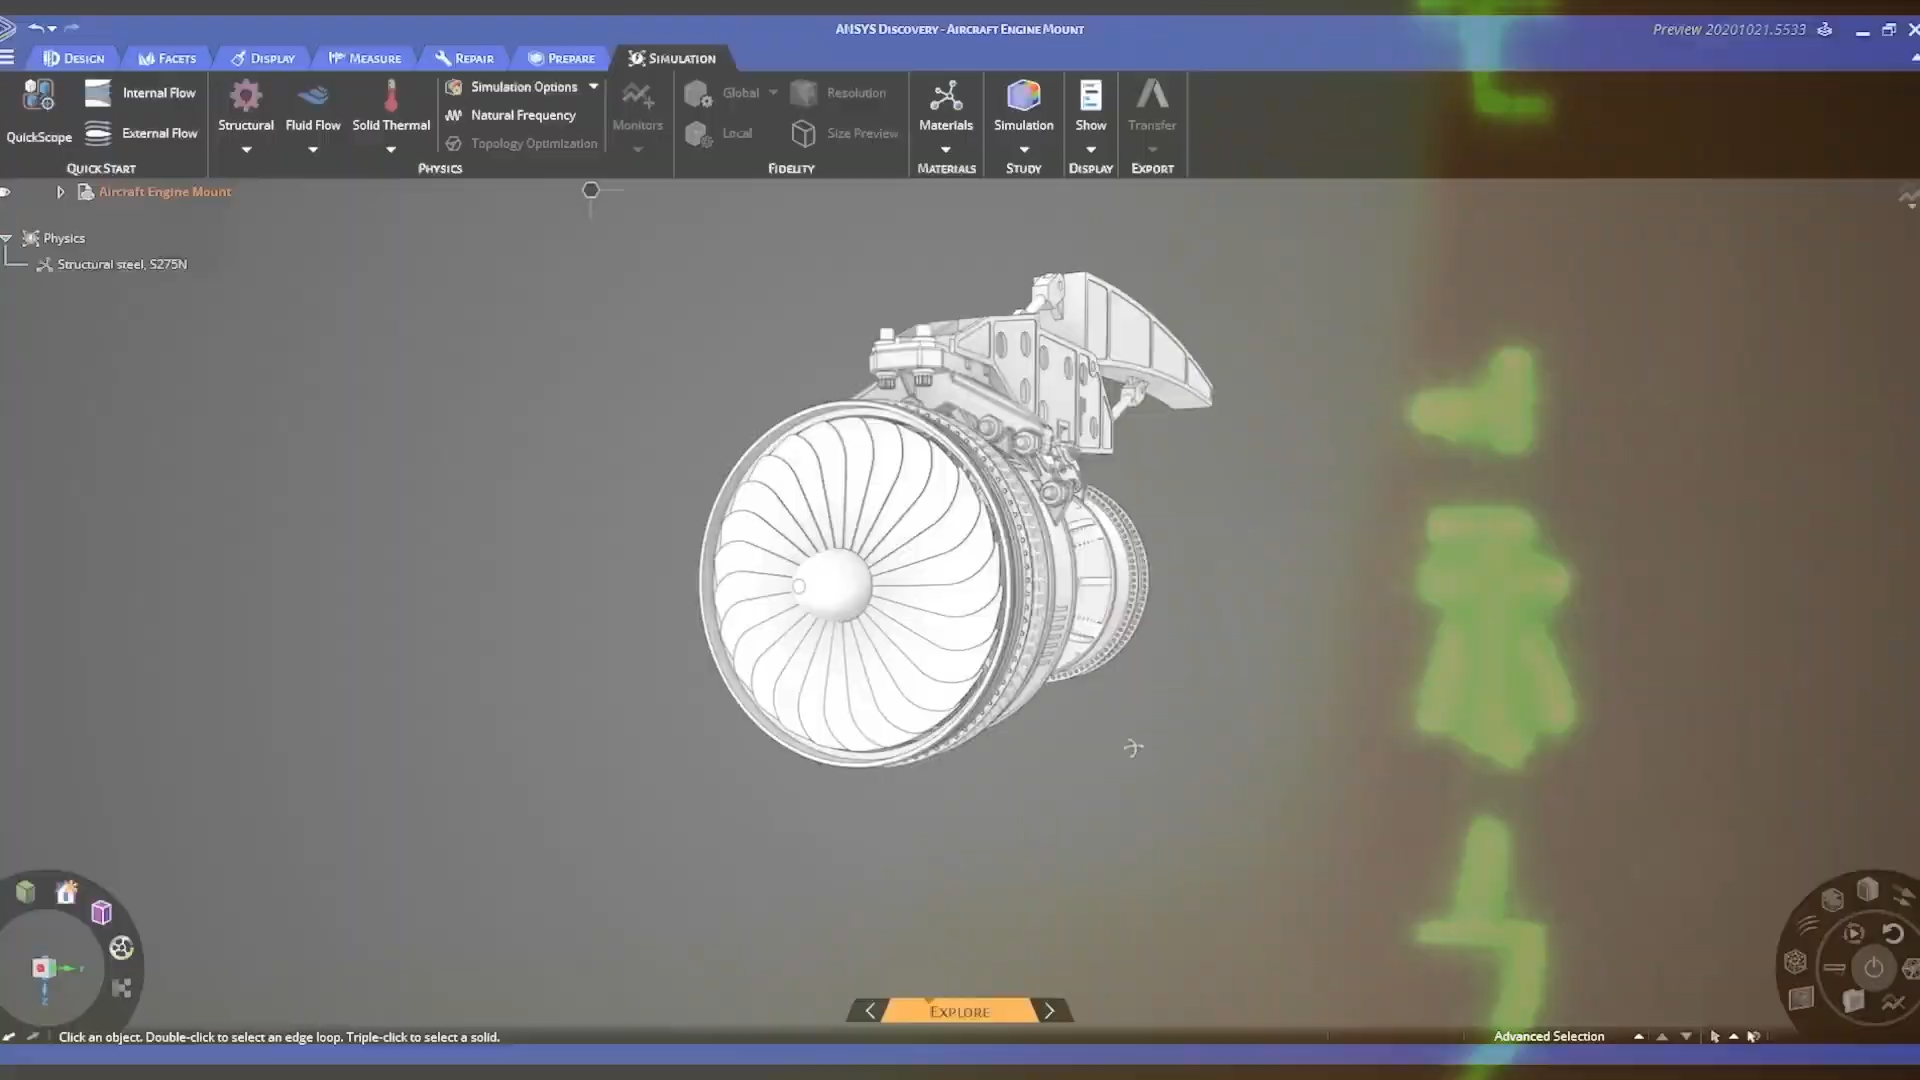 ANSYS Discovery - Aircraft Engine Mount
Preview 20201021.5533
Design
Facets
Display
Measure
Repair
Prepare
Simulation
QuickScope
Internal Flow
External Flow
Quick Start
Structural
Fluid Flow
Solid Thermal
Simulation Options
Natural Frequency
Topology Optimization
Physics
Monitors
Global
Local
Resolution
Size Preview
Fidelity
Materials
Materials
Simulation
Study
Show
Display
Transfer
Export
Aircraft Engine Mount
Physics
Structural steel, S275N
Explore
Click an object. Double-click to select an edge loop. Triple-click to select a solid.
Advanced Selection